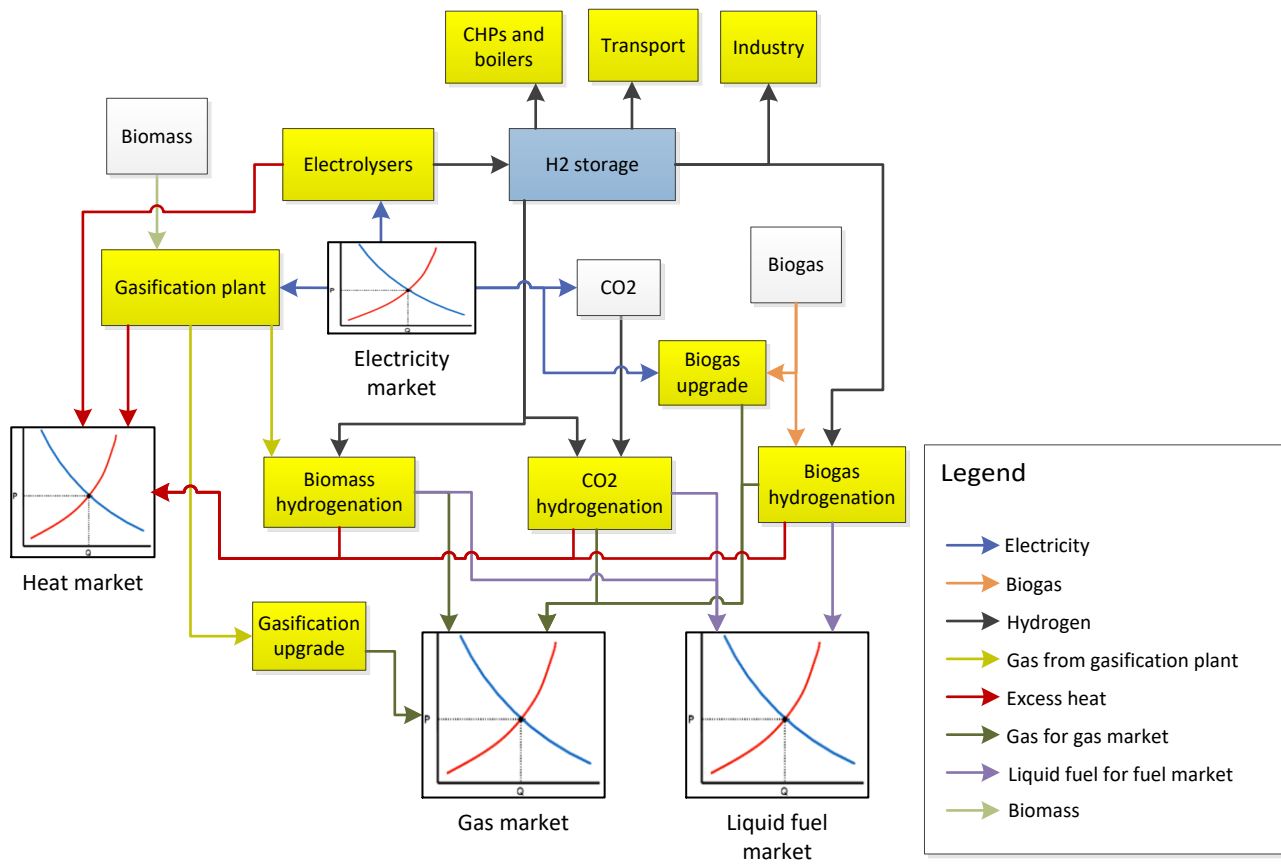 CHPs and
boilers
Transport
Industry
Biomass
Electrolysers
H2 storage
Gasification plant
P
Q
Electricity
market
CO2
Biogas
Biogas
upgrade
P
Q
Heat market
Biomass
hydrogenation
CO2
hydrogenation
Biogas
hydrogenation
Gasification
upgrade
P
Q
Gas market
P
Q
Liquid fuel
market
Legend
Electricity
Biogas
Hydrogen
Gas from gasification plant
Excess heat
Gas for gas market
Liquid fuel for fuel market
Biomass